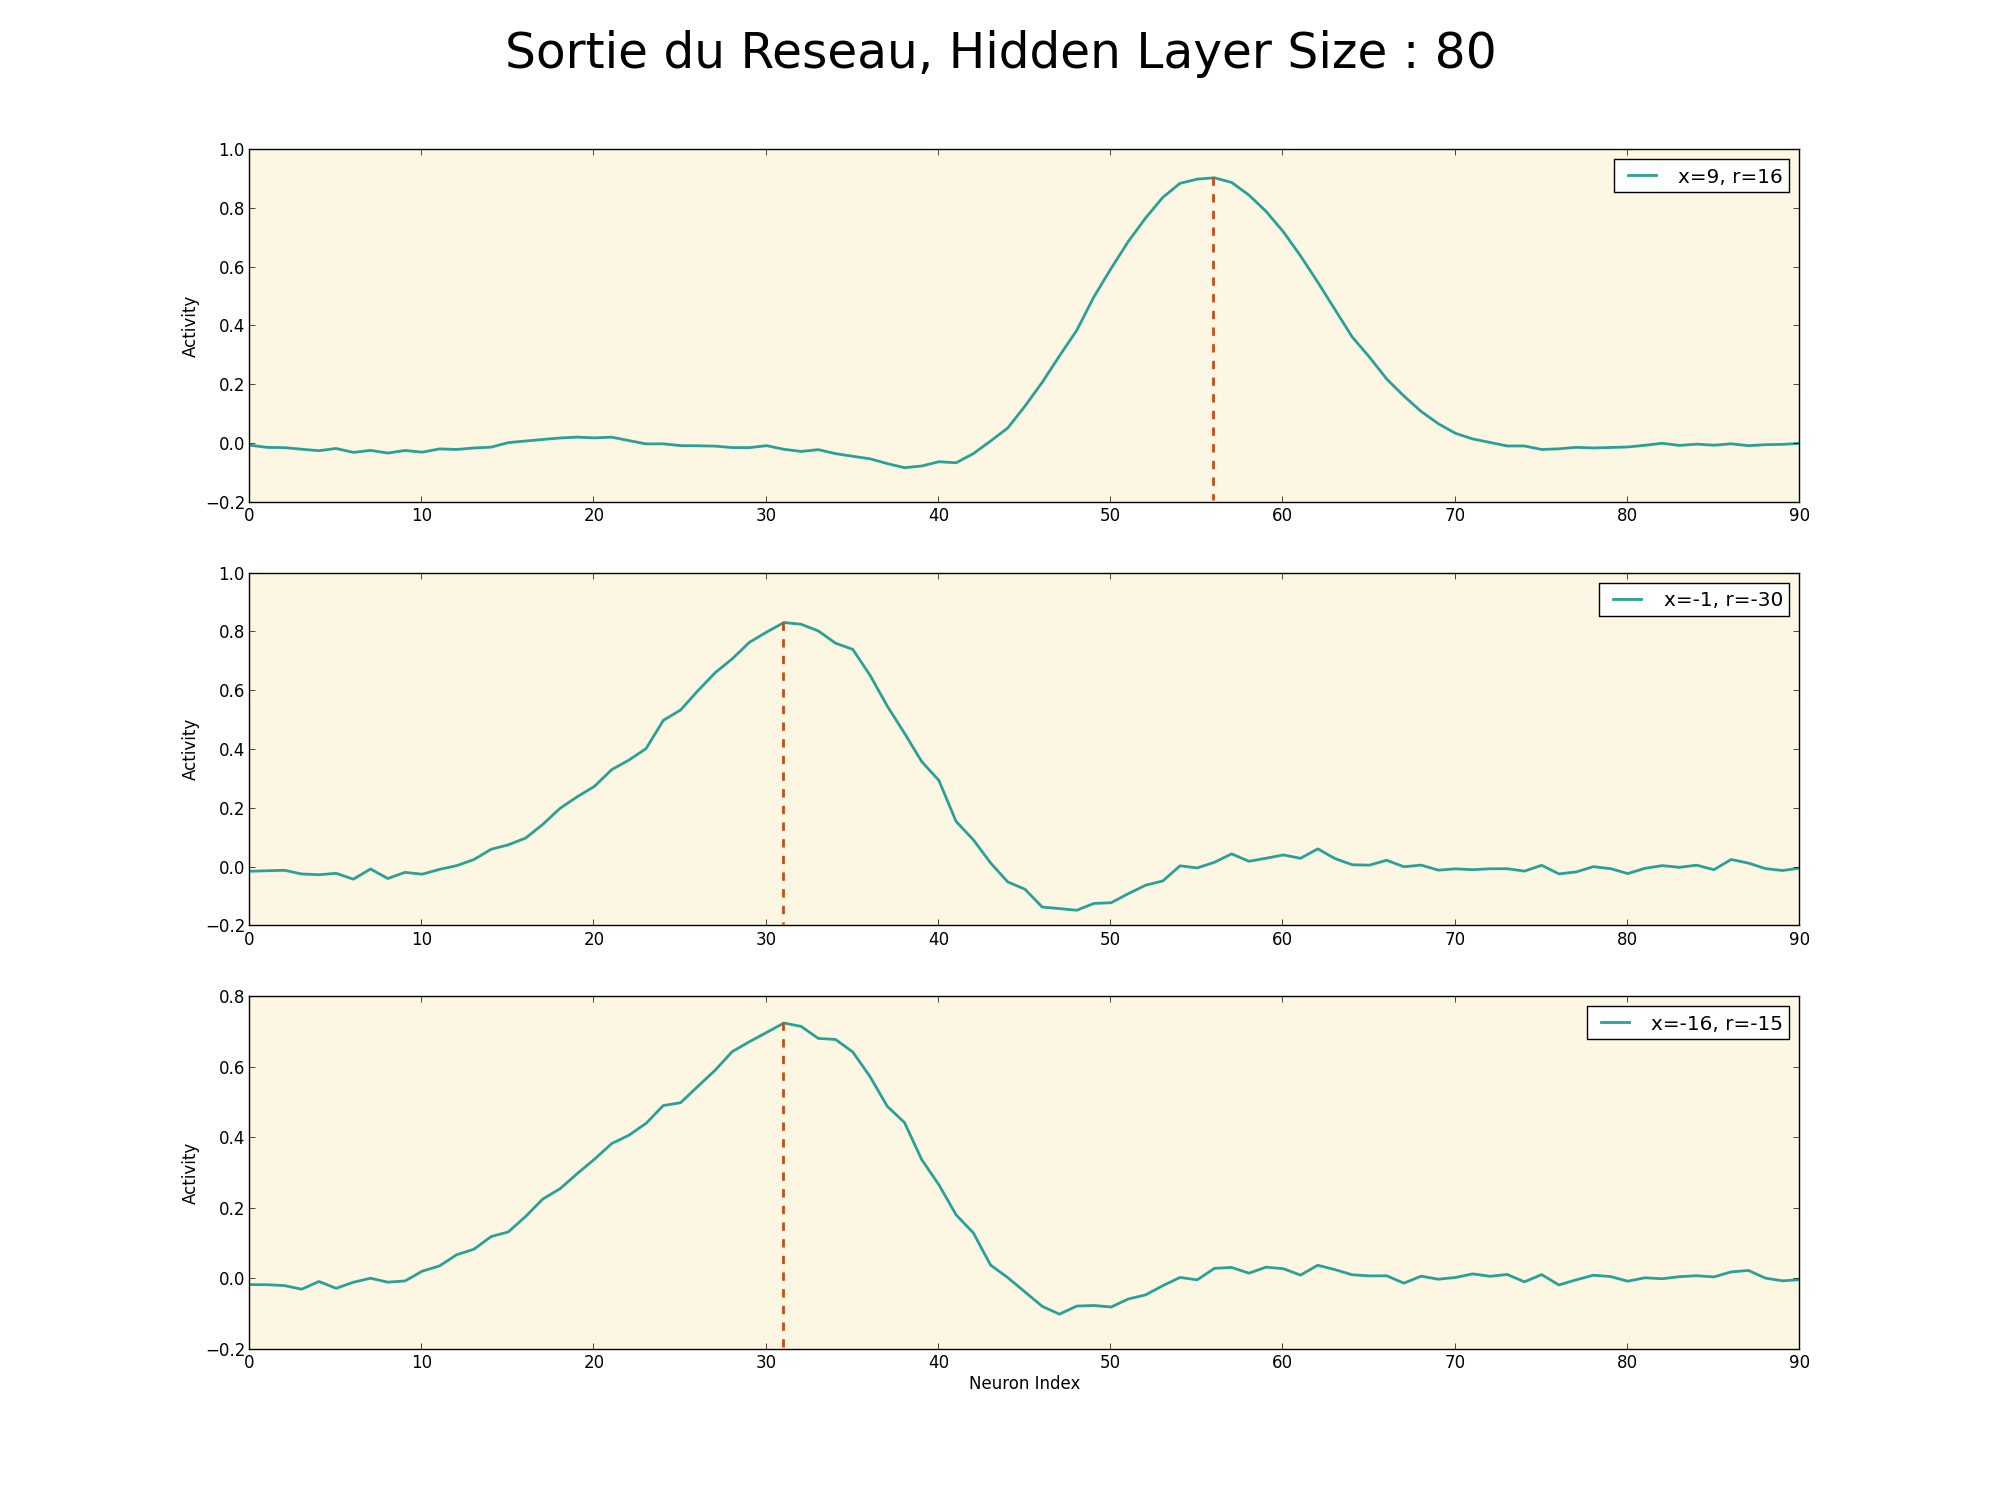 Sortie du Reseau, Hidden Layer Size : 80
1.0
0.8
0.6
0.4
0.2
0.0
−0.2
Activity
x=9, r=16
0 10 20 30 40 50 60 70 80 90
1.0
0.8
0.6
0.4
0.2
0.0
−0.2
Activity
x=-1, r=-30
0 10 20 30 40 50 60 70 80 90
0.8
0.6
0.4
0.2
0.0
−0.2
Activity
x=-16, r=-15
0 10 20 30 40 50 60 70 80 90
Neuron Index